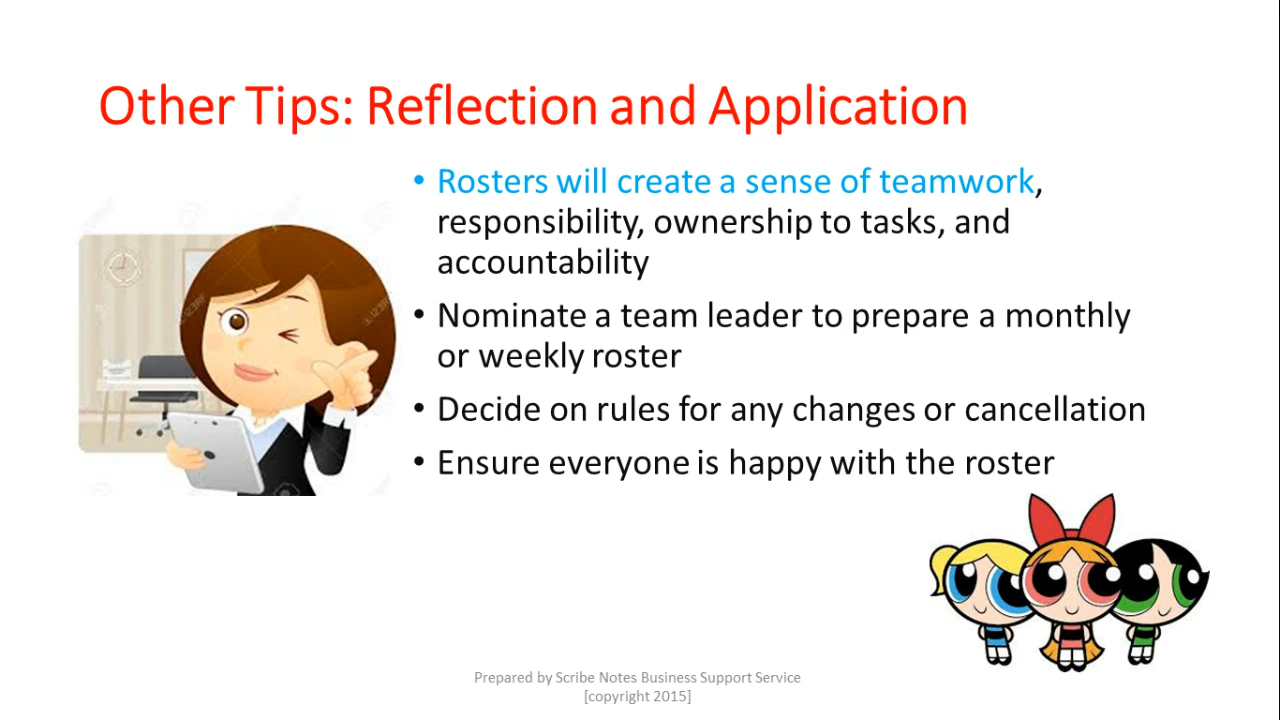 Other Tips: Reflection and Application
• Rosters will create a sense of teamwork,
responsibility, ownership to tasks, and
accountability
• Nominate a team leader to prepare a monthly
or weekly roster
• Decide on rules for any changes or cancellation
• Ensure everyone is happy with the roster
Prepared by Scribe Notes Business Support Service
[copyright 2015]